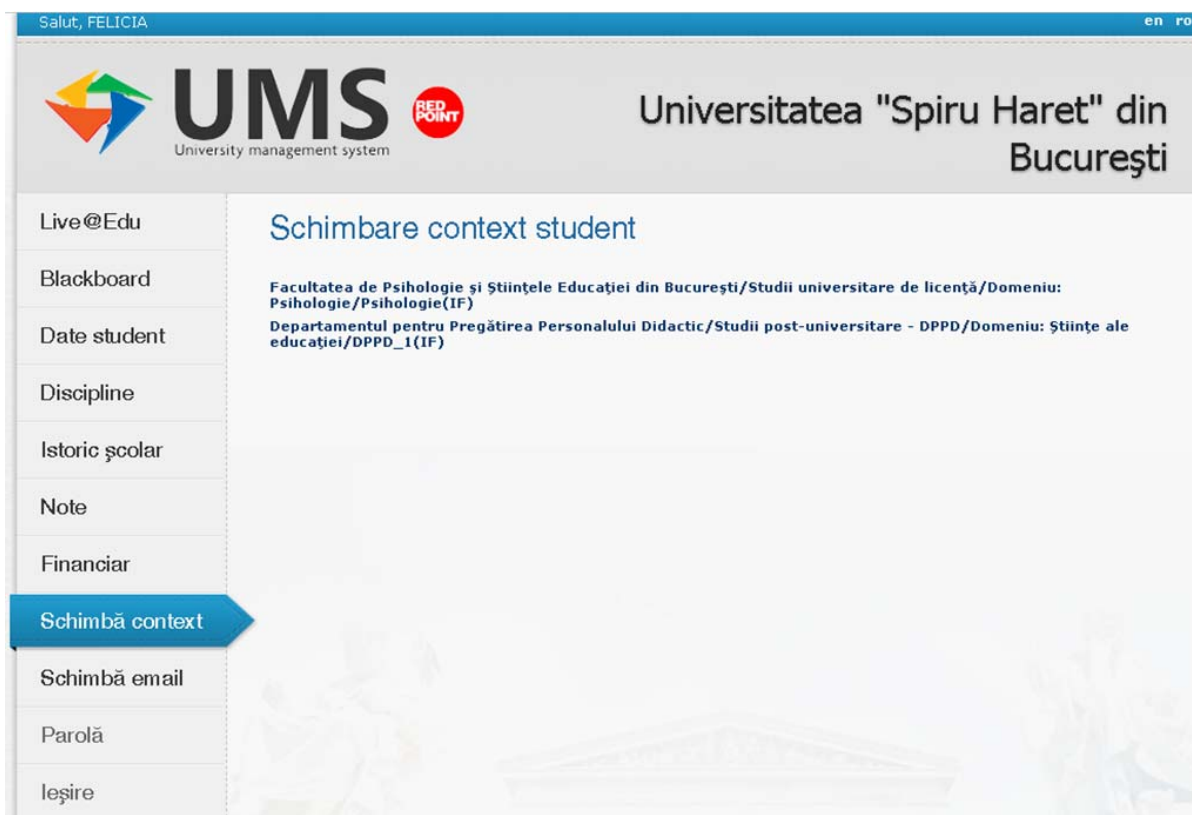 Salut, FELICIA
en ro
UMS
RED
POINT
University management system
Universitatea "Spiru Haret" din
Bucureşti
Live@Edu
Blackboard
Date student
Discipline
Istoric şcolar
Note
Financiar
Schimbă context
Schimbă email
Parolă
Ieşire
Schimbare context student
Facultatea de Psihologie și Științele Educaţiei din Bucureşti/Studii universitare de licenţă/Domeniu:
Psihologie/Psihologie(IF)
Departamentul pentru Pregătirea Personalului Didactic/Studii post-universitare - DPPD/Domeniu: Ştiinţe ale
educaţiei/DPPD_1(IF)